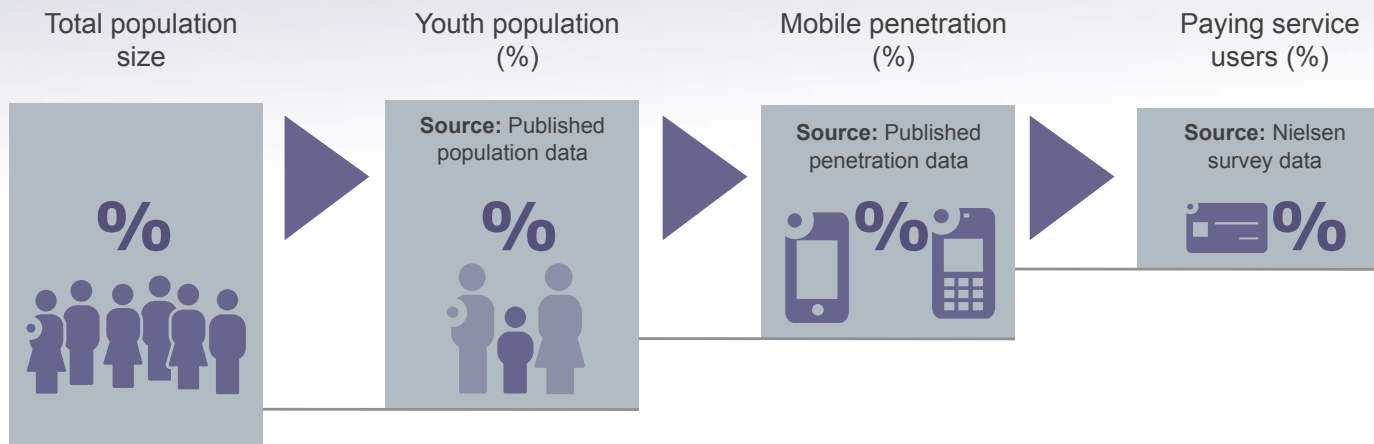 Total population
size
%
Youth population
(%)
Source: Published
population data
%
Mobile penetration
(%)
Source: Published
penetration data
%
Paying service
users (%)
Source: Nielsen
survey data
%